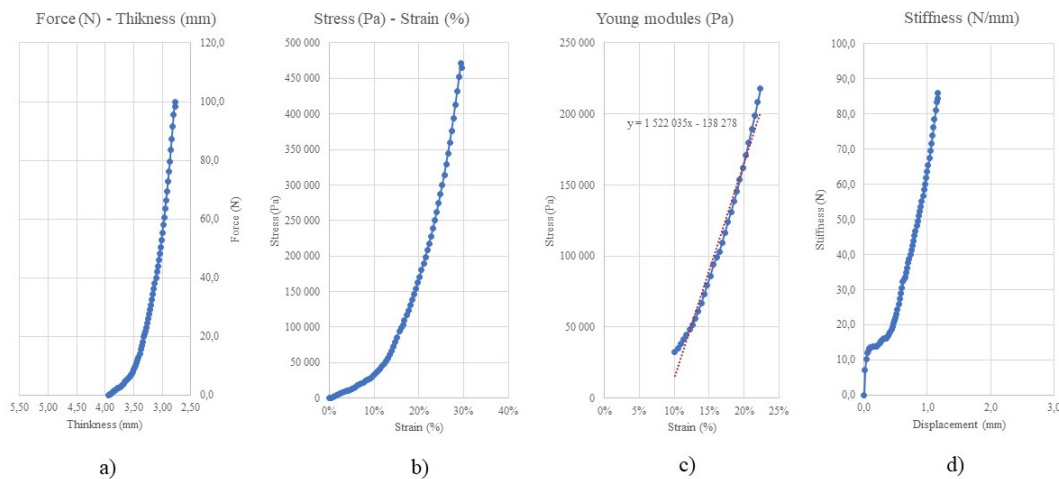 Force (N) - Thikness (mm)
120,0
100,0
80,0
60,0
40,0
20,0
0,0
Force (N)
5,50 5,00 4,50 4,00 3,50 3,00 2,50
Thinkness (mm)
a)
Stress (Pa) - Strain (%)
500 000
450 000
400 000
350 000
300 000
250 000
200 000
150 000
100 000
50 000
0
Stress (Pa)
0% 10% 20% 30% 40%
Strain (%)
b)
Young modules (Pa)
250 000
200 000
150 000
100 000
50 000
0
Stress (Pa)
y = 1 522 035x - 138 278
0% 5% 10% 15% 20% 25%
Strain (%)
c)
Stiffness (N/mm)
100,0
90,0
80,0
70,0
60,0
50,0
40,0
30,0
20,0
10,0
0,0
Stiffness (N)
0,0 1,0 2,0 3,0
Displacement (mm)
d)